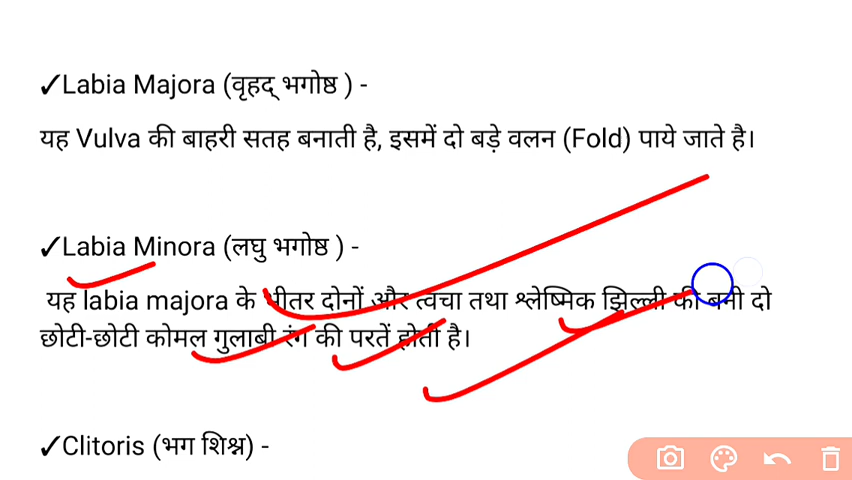 ✓Labia Majora (वृहद् भगोष्ठ ) -
यह Vulva की बाहरी सतह बनाती है, इसमें दो बड़े वलन (Fold) पाये जाते है।
✓Labia Minora (लघु भगोष्ठ ) -
यह labia majora के भीतर दोनों और त्वचा तथा श्लेष्मिक झिल्ली की बनी दो
छोटी-छोटी कोमल गुलाबी रंग की परतें होती है।
✓Clitoris (भग शिश्न) -